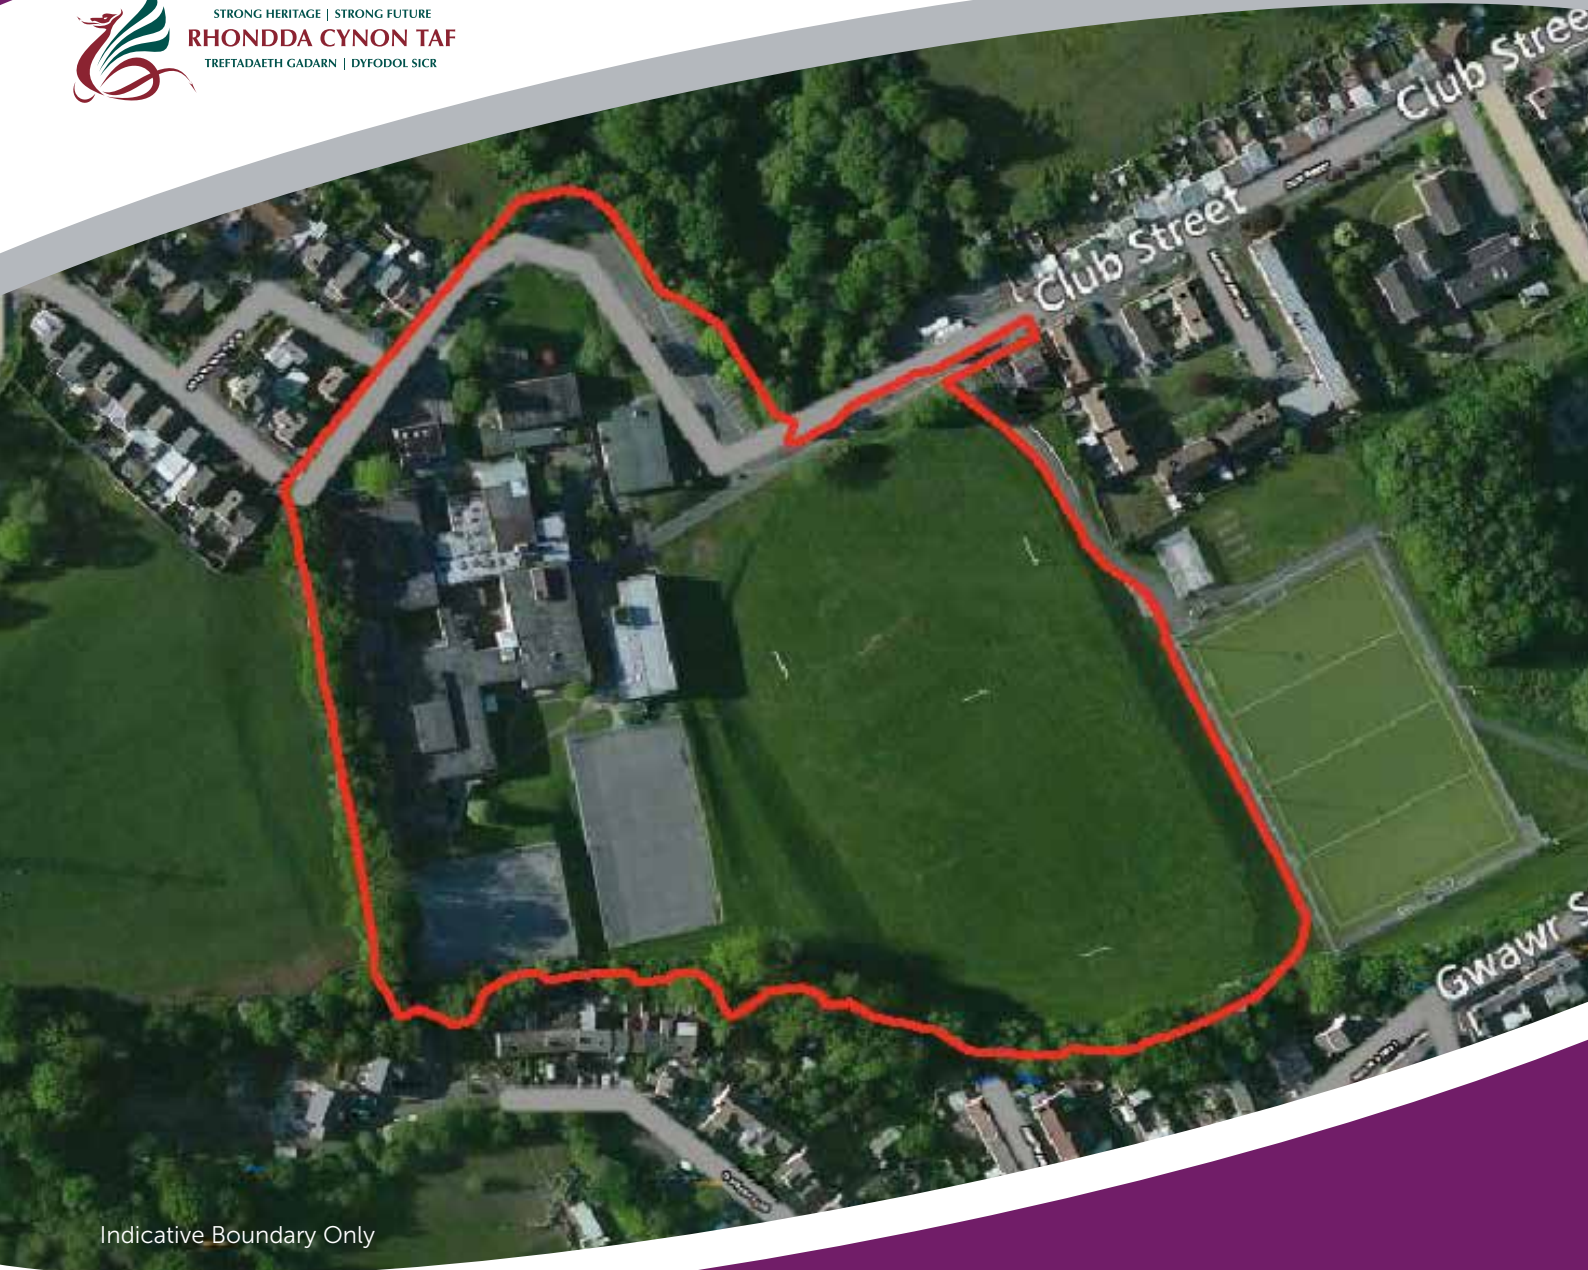 STRONG HERITAGE | STRONG FUTURE
RHONDDA CYNON TAF
TREFTADAETH GADARN | DYFODOL SICR
Club Stree
Club Street
Gwawr S
Indicative Boundary Only